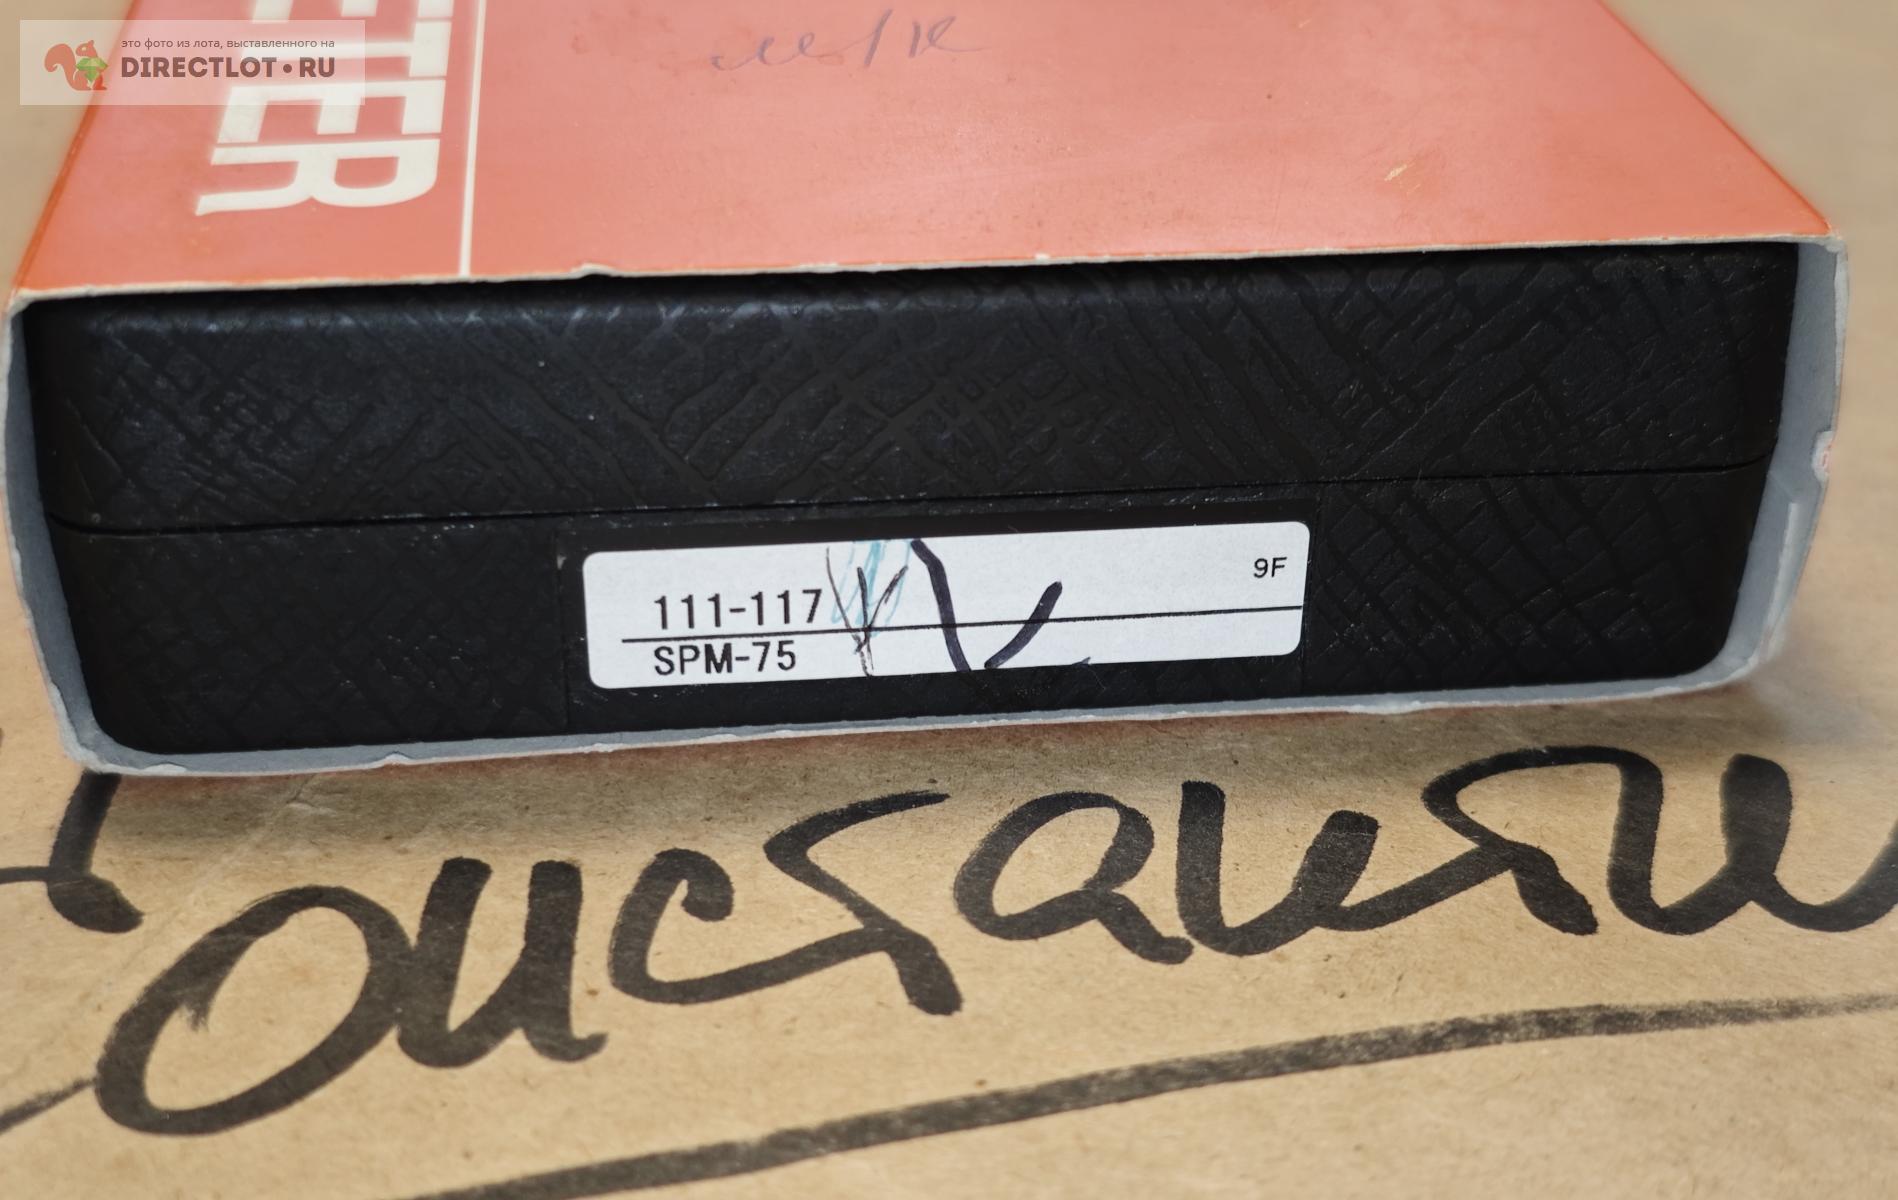 это фото из лота, выставленного на
DIRECTLOT.RU
ETER
м/к
9F
111-117
SPM-75